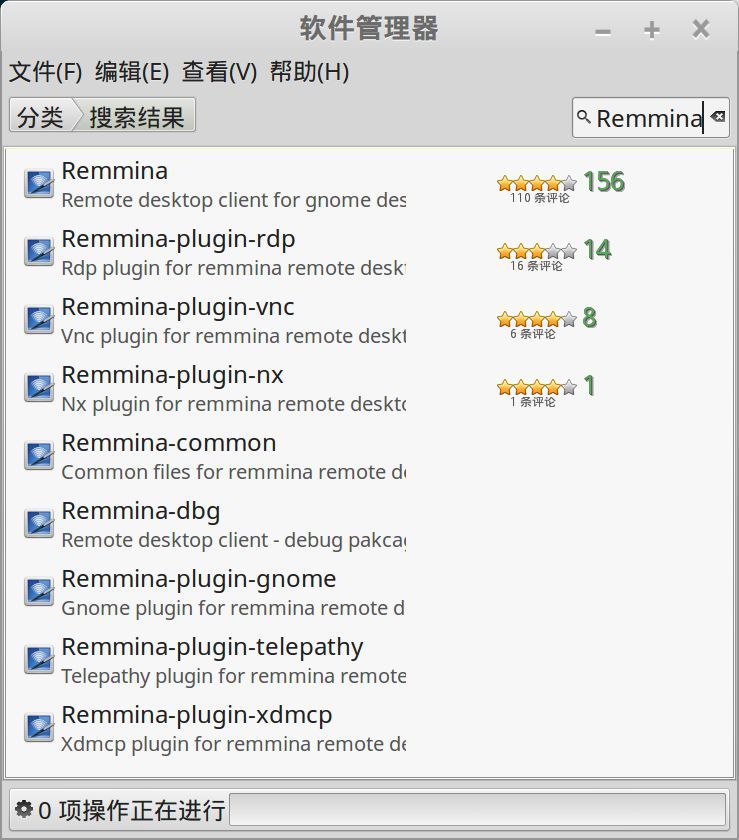 软件管理器
文件(F) 编辑(E) 查看(V) 帮助(H)
分类 搜索结果 Remmina
Remmina
Remote desktop client for gnome des
156
110 条评论
Remmina-plugin-rdp
Rdp plugin for remmina remote desk
14
16 条评论
Remmina-plugin-vnc
Vnc plugin for remmina remote deskt
8
6 条评论
Remmina-plugin-nx
Nx plugin for remmina remote deskto
1
1 条评论
Remmina-common
Common files for remmina remote de
Remmina-dbg
Remote desktop client - debug pakcag
Remmina-plugin-gnome
Gnome plugin for remmina remote d
Remmina-plugin-telepathy
Telepathy plugin for remmina remote
Remmina-plugin-xdmcp
Xdmcp plugin for remmina remote de
0 项操作正在进行